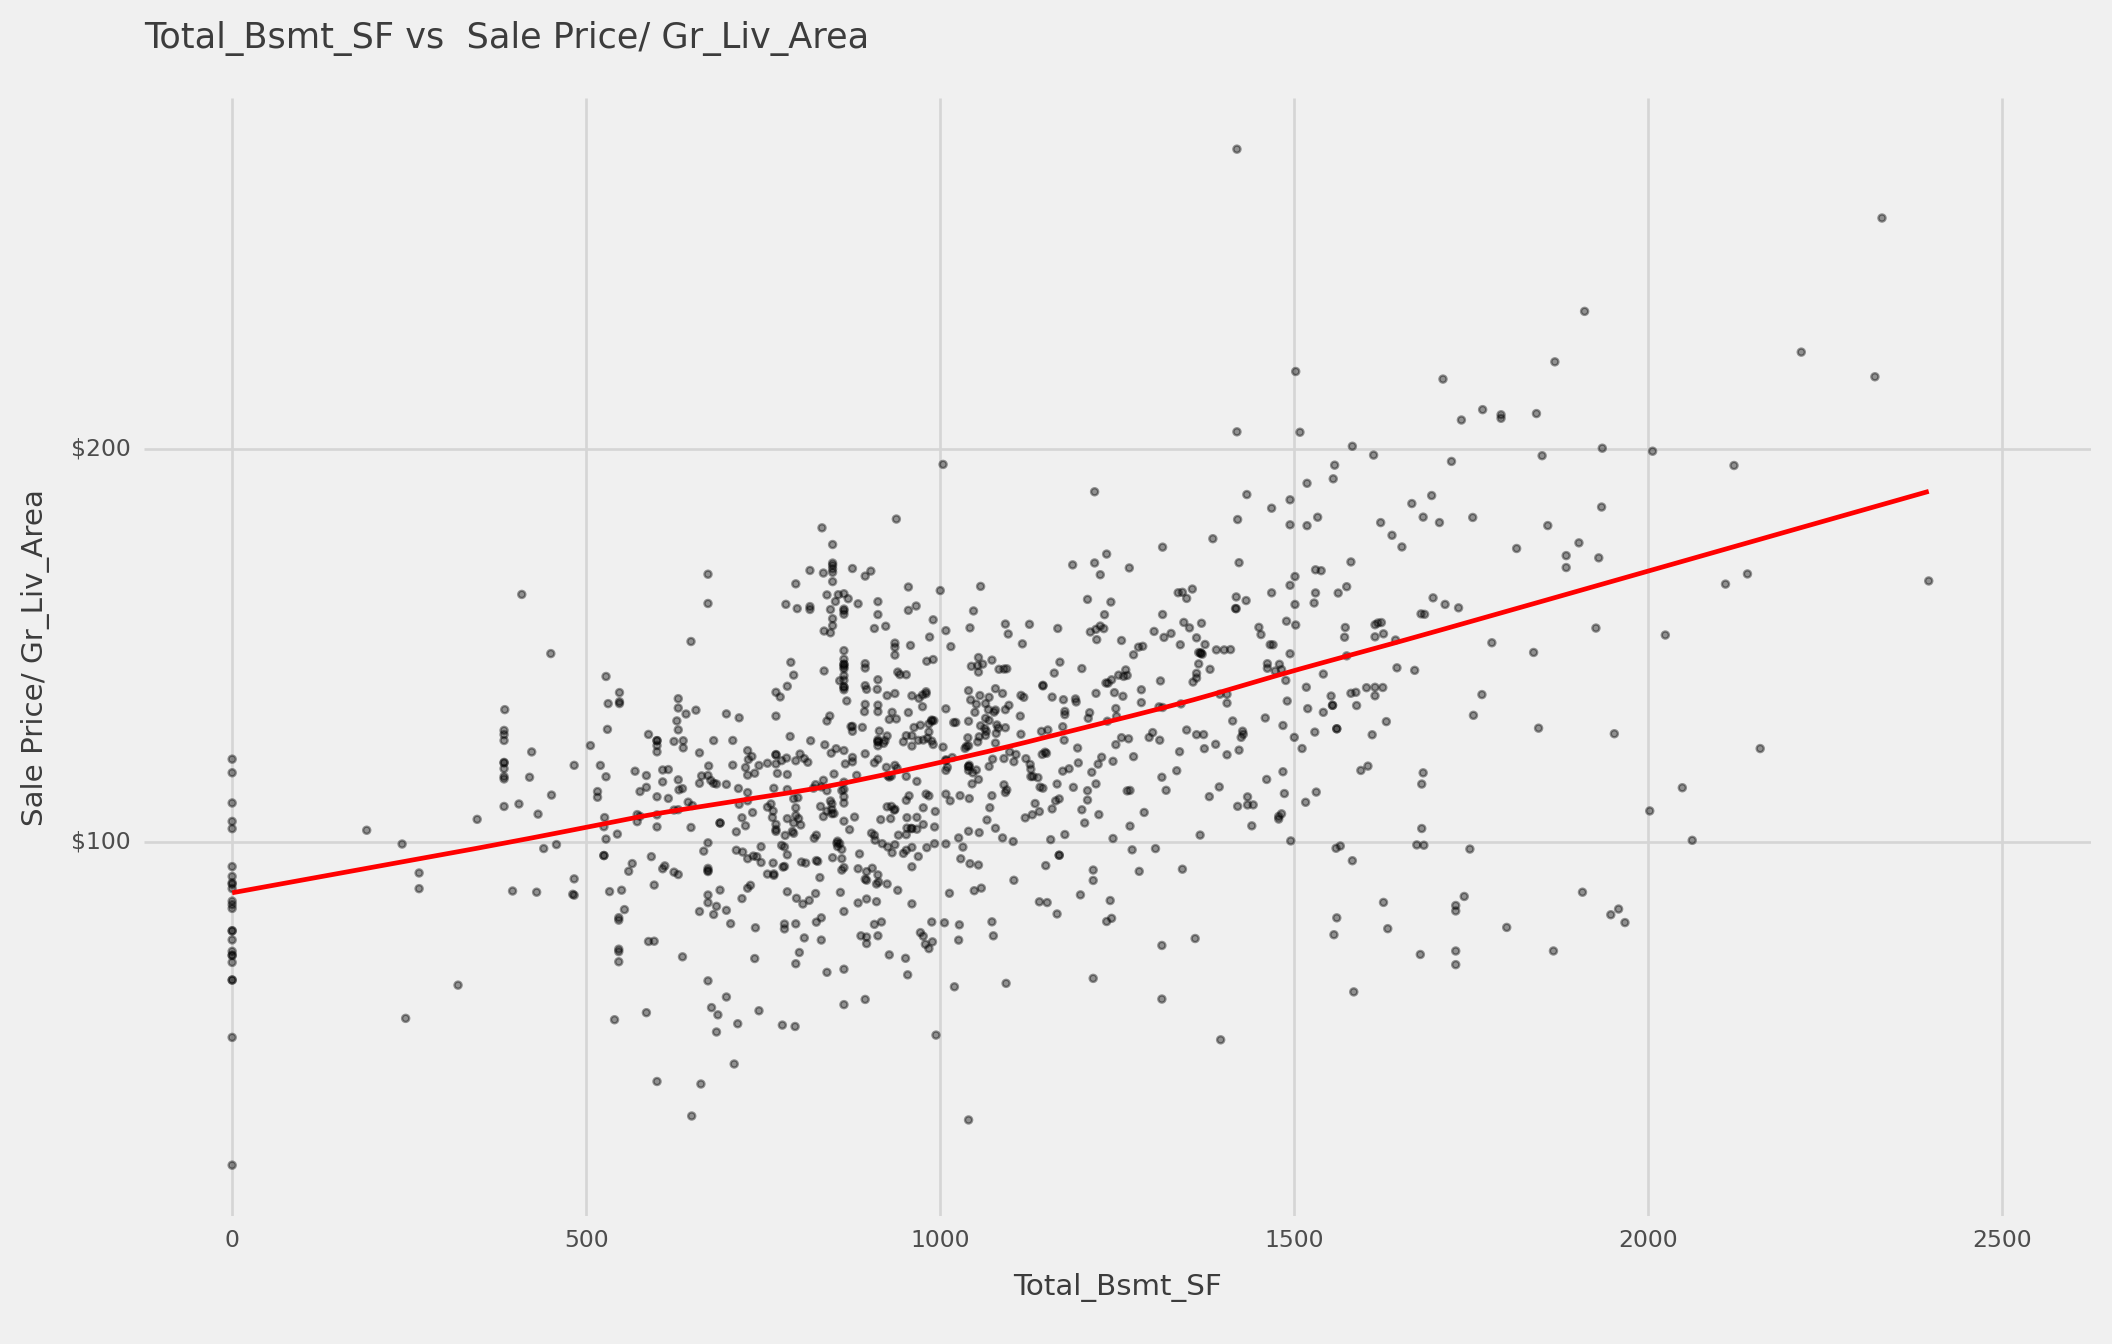 Total_Bsmt_SF vs  Sale Price/ Gr_Liv_Area
Sale Price/ Gr_Liv_Area
$200
$100
0
500
1000
1500
2000
2500
Total_Bsmt_SF